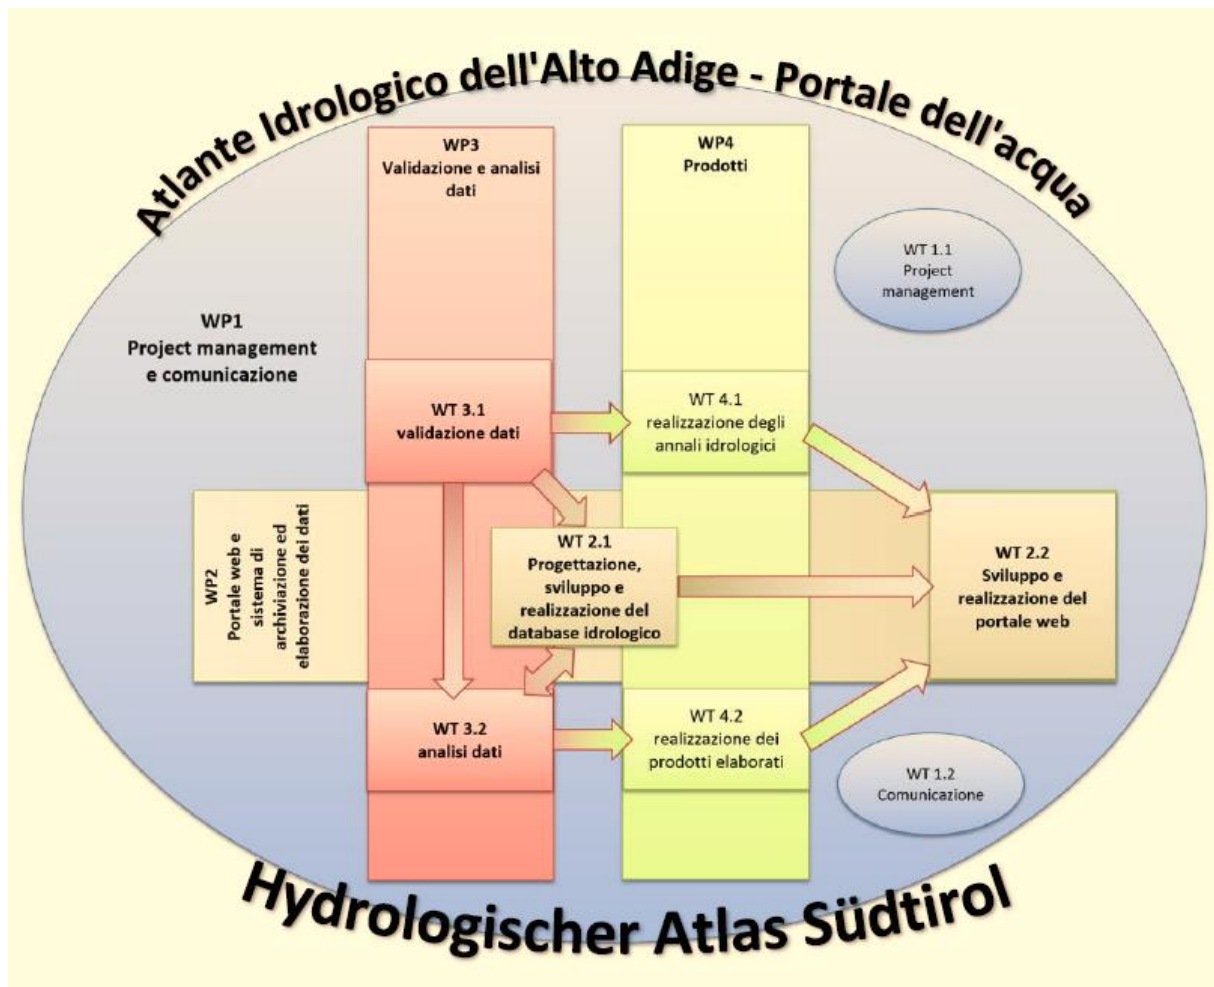 Atlante Idrologico dell'Alto Adige - Portale dell'acqua
WP3
Validazione e analisi
dati
WP4
Prodotti
WT 1.1
Project
management
WP1
Project management
e comunicazione
WT 3.1
validazione dati
WT 4.1
realizzazione degli
annali idrologici
WP2
Portale web e
sistema di
archiviazione ed
elaborazione dei dati
WT 2.1
Progettazione,
sviluppo e
realizzazione del
database idrologico
WT 2.2
Sviluppo e
realizzazione del
portale web
WT 3.2
analisi dati
WT 4.2
realizzazione dei
prodotti elaborati
WT 1.2
Comunicazione
Hydrologischer Atlas Südtirol